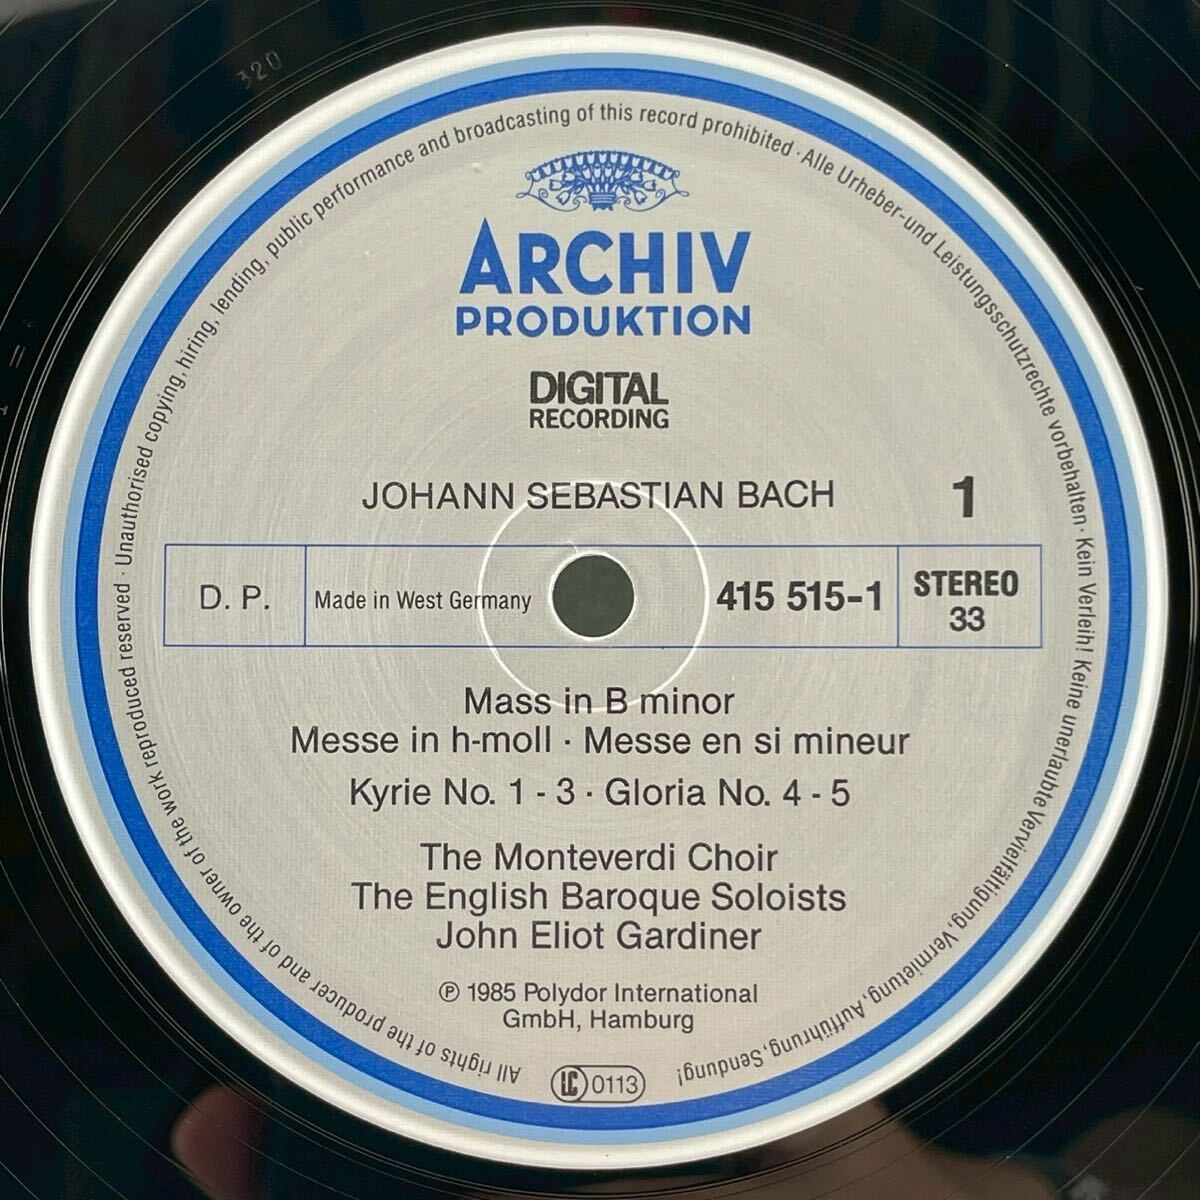 320
All rights of the producer and of the owner of the work reproduced reserved · Unauthorised copying, hiring, lending, public performance and broadcasting of this record prohibited · Alle Urheber-und Leistungsschutzrechte vorbehalten · Kein Verleih! Keine unerlaubte Vervielfältigung, Vermietung, Aufführung, Sendung!
ARCHIV
PRODUKTION
DIGITAL
RECORDING
JOHANN SEBASTIAN BACH 1
D. P. Made in West Germany 415 515-1 STEREO
33
Mass in B minor
Messe in h-moll · Messe en si mineur
Kyrie No. 1 - 3 · Gloria No. 4 - 5
The Monteverdi Choir
The English Baroque Soloists
John Eliot Gardiner
℗ 1985 Polydor International
GmbH, Hamburg
LC 0113